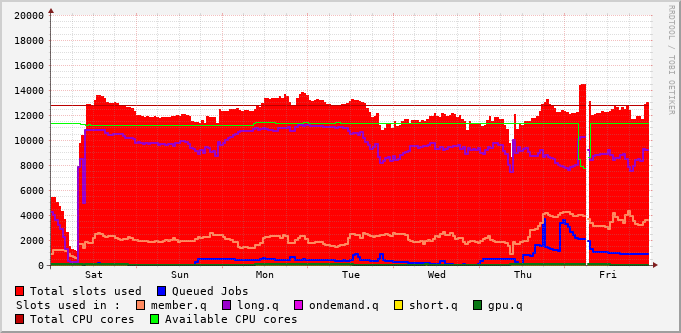 RRDTOOL / TOBI OETIKER
20000
18000
16000
14000
12000
10000
8000
6000
4000
2000
0
Sat Sun Mon Tue Wed Thu Fri
Total slots used Queued Jobs
Slots used in : member.q long.q ondemand.q short.q gpu.q
Total CPU cores Available CPU cores